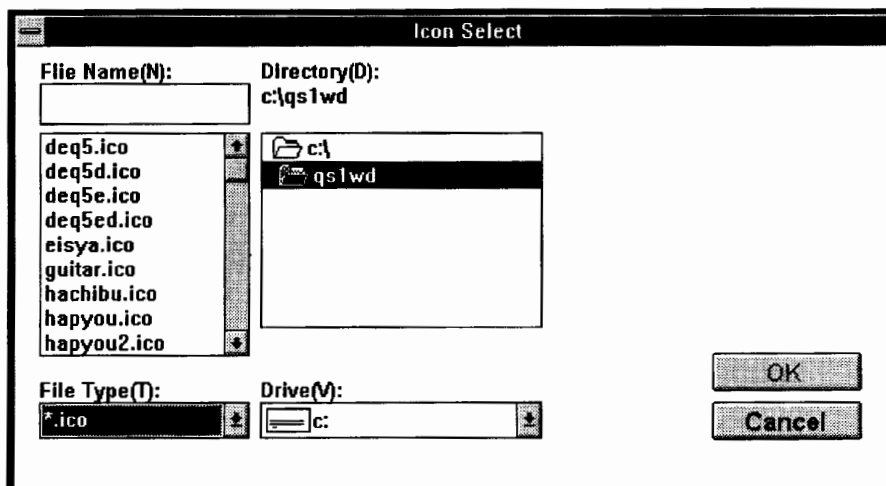 Icon Select
Flie Name(N):
Directory(D):
c:\qs1wd
deq5.ico
deq5d.ico
deq5e.ico
deq5ed.ico
eisya.ico
guitar.ico
hachibu.ico
hapyou.ico
hapyou2.ico
c:\
qs1wd
File Type(T):
*.ico
Drive(V):
c:
OK
Cancel